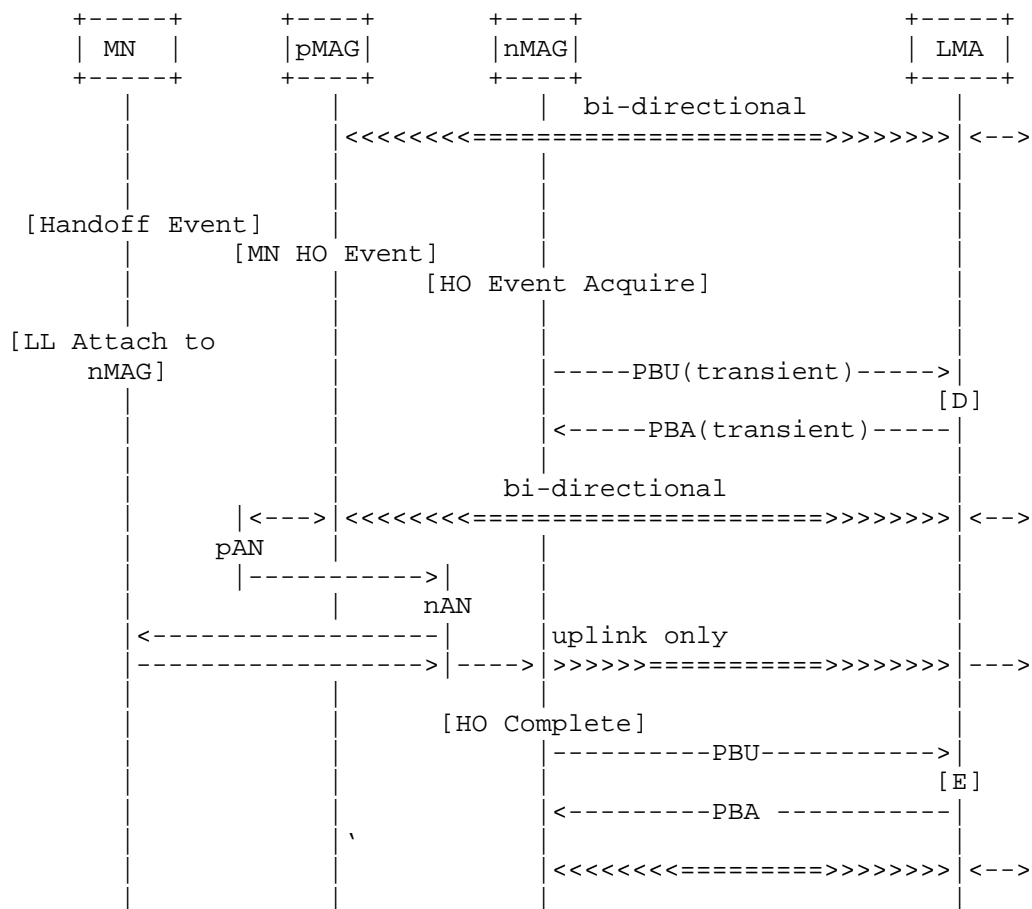 +-----+ +----+ +----+ +-----+
| MN | |pMAG| |nMAG| | LMA |
+-----+ +----+ +----+ +-----+
| | | bi-directional |
| |<<<<<<<<======================>>>>>>>>|<-->
| | | |
| | | |
[Handoff Event] | | |
| [MN HO Event] | |
| | [HO Event Acquire] |
| | | |
[LL Attach to | | |
nMAG] | |-----PBU(transient)----->|
| | | [D]
| | |<-----PBA(transient)-----|
| | | |
| | bi-directional |
| |<--->|<<<<<<<<======================>>>>>>>>|<-->
| pAN | | |
| |----------->| | |
| | nAN | |
|<------------------| |uplink only |
|------------------>|---->|>>>>>>===========>>>>>>>>|--->
| | | |
| | [HO Complete] |
| | |----------PBU----------->|
| | | [E]
| | |<---------PBA -----------|
| |` | |
| | |<<<<<<<<=========>>>>>>>>|<-->
| | | |